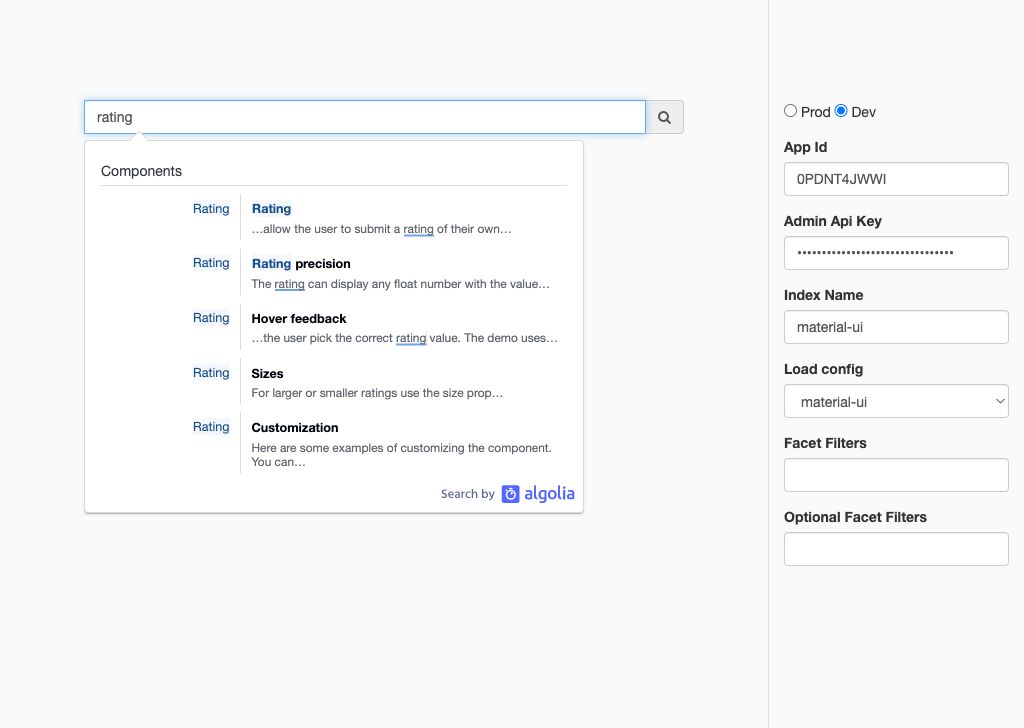 rating
Components
Rating
Rating
…allow the user to submit a rating of their own…
Rating
Rating precision
The rating can display any float number with the value…
Rating
Hover feedback
…the user pick the correct rating value. The demo uses…
Rating
Sizes
For larger or smaller ratings use the size prop…
Rating
Customization
Here are some examples of customizing the component.
You can…
Search by algolia
Prod Dev
App Id
0PDNT4JWWI
Admin Api Key
Index Name
material-ui
Load config
material-ui
Facet Filters
Optional Facet Filters